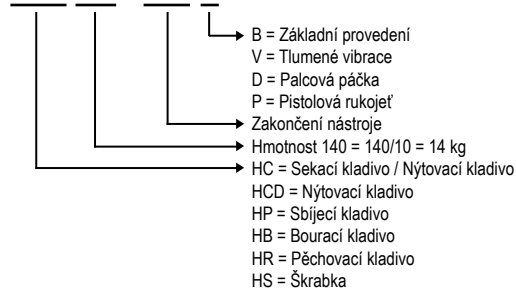 B = Základní provedení
V = Tlumené vibrace
D = Palcová páčka
P = Pistolová rukojeť
Zakončení nástroje
Hmotnost 140 = 140/10 = 14 kg
HC = Sekací kladivo / Nýtovací kladivo
HCD = Nýtovací kladivo
HP = Sbíjecí kladivo
HB = Bourací kladivo
HR = Pěchovací kladivo
HS = Škrabka